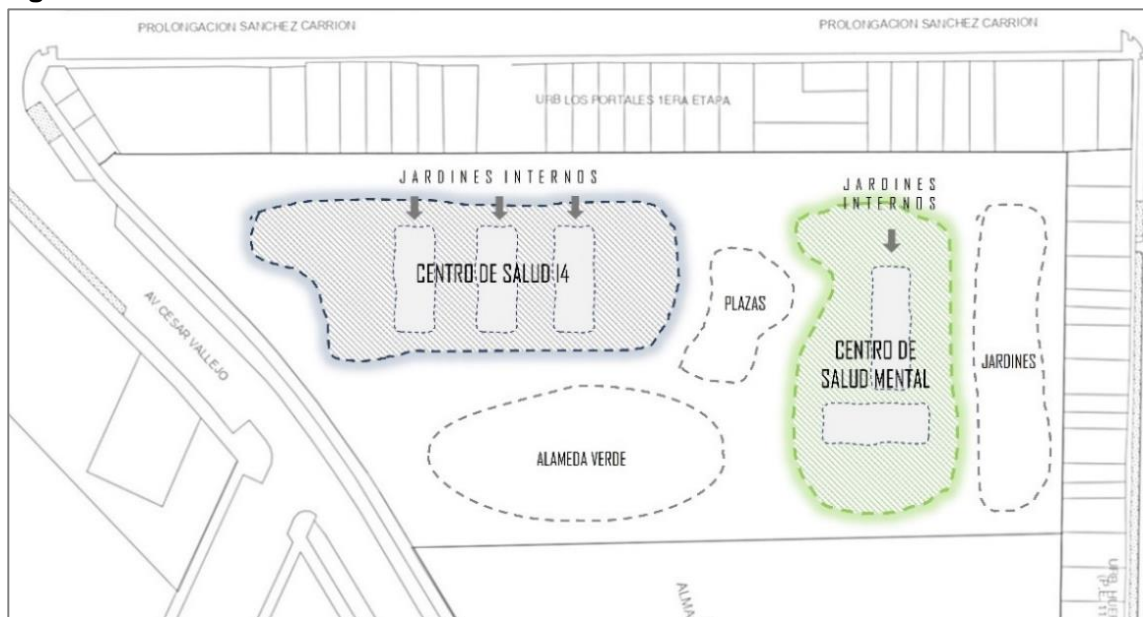 PROLONGACION SANCHEZ CARRION
PROLONGACION SANCHEZ CARRION
URB LOS PORTALES 1ERA ETAPA
JARDINES INTERNOS
JARDINES
INTERNOS
CENTRO DE SALUD I4
PLAZAS
AV CESAR VALLEJO
CENTRO DE
SALUD MENTAL
JARDINES
ALAMEDA VERDE